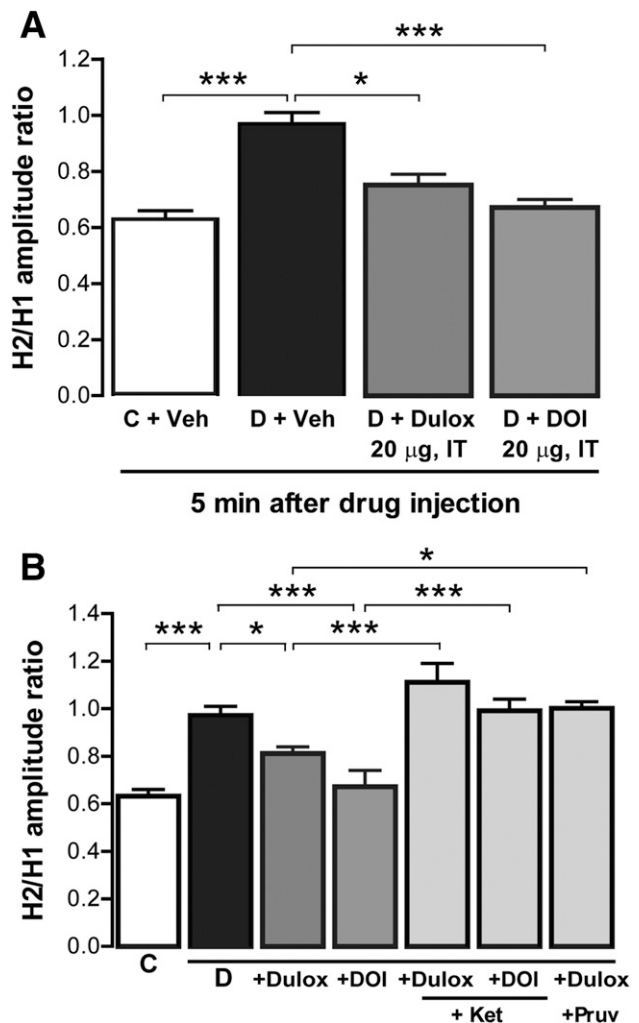 A
H2/H1 amplitude ratio
1.2
1.0
0.8
0.6
0.4
0.2
0.0
***
*** *
C + Veh D + Veh D + Dulox D + DOI
20 μg, IT 20 μg, IT
5 min after drug injection
B
H2/H1 amplitude ratio
1.4
1.2
1.0
0.8
0.6
0.4
0.2
0.0
*
*** ***
*** * ***
C D +Dulox +DOI +Dulox +DOI +Dulox
+ Ket +Pruv